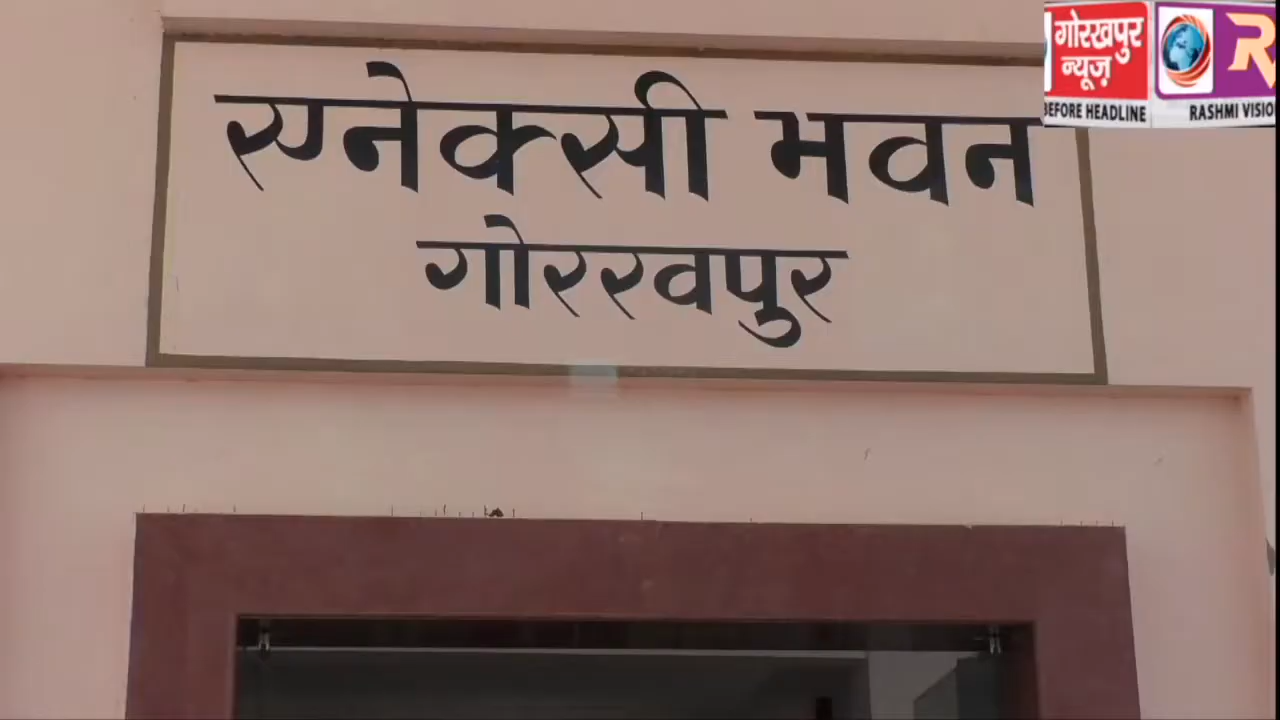 एनेक्सी भवन
गोरखपुर
गोरखपुर
न्यूज़
BEFORE HEADLINE
R
RASHMI VISIO